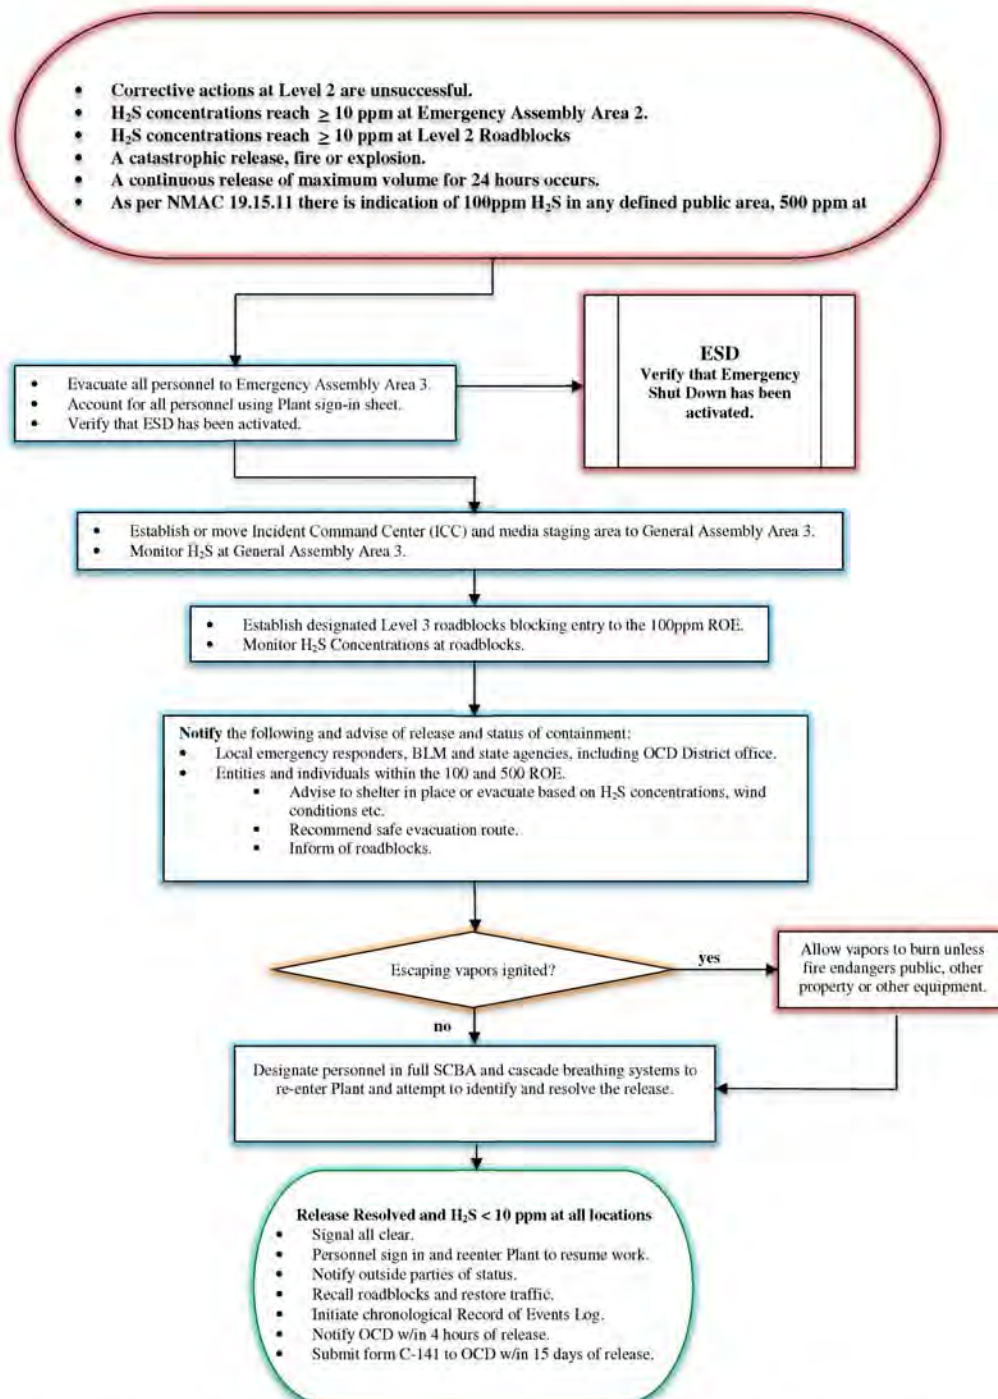 • Corrective actions at Level 2 are unsuccessful.
• H₂S concentrations reach ≥ 10 ppm at Emergency Assembly Area 2.
• H₂S concentrations reach ≥ 10 ppm at Level 2 Roadblocks
• A catastrophic release, fire or explosion.
• A continuous release of maximum volume for 24 hours occurs.
• As per NMAC 19.15.11 there is indication of 100ppm H₂S in any defined public area, 500 ppm at
• Evacuate all personnel to Emergency Assembly Area 3.
• Account for all personnel using Plant sign-in sheet.
• Verify that ESD has been activated.
ESD
Verify that Emergency
Shut Down has been
activated.
• Establish or move Incident Command Center (ICC) and media staging area to General Assembly Area 3.
• Monitor H₂S at General Assembly Area 3.
• Establish designated Level 3 roadblocks blocking entry to the 100ppm ROE.
• Monitor H₂S Concentrations at roadblocks.
Notify the following and advise of release and status of containment:
• Local emergency responders, BLM and state agencies, including OCD District office.
• Entities and individuals within the 100 and 500 ROE.
▪ Advise to shelter in place or evacuate based on H₂S concentrations, wind
conditions etc.
▪ Recommend safe evacuation route.
▪ Inform of roadblocks.
Escaping vapors ignited?
yes
Allow vapors to burn unless
fire endangers public, other
property or other equipment.
no
Designate personnel in full SCBA and cascade breathing systems to
re-enter Plant and attempt to identify and resolve the release.
Release Resolved and H₂S < 10 ppm at all locations
• Signal all clear.
• Personnel sign in and reenter Plant to resume work.
• Notify outside parties of status.
• Recall roadblocks and restore traffic.
• Initiate chronological Record of Events Log.
• Notify OCD w/in 4 hours of release.
• Submit form C-141 to OCD w/in 15 days of release.